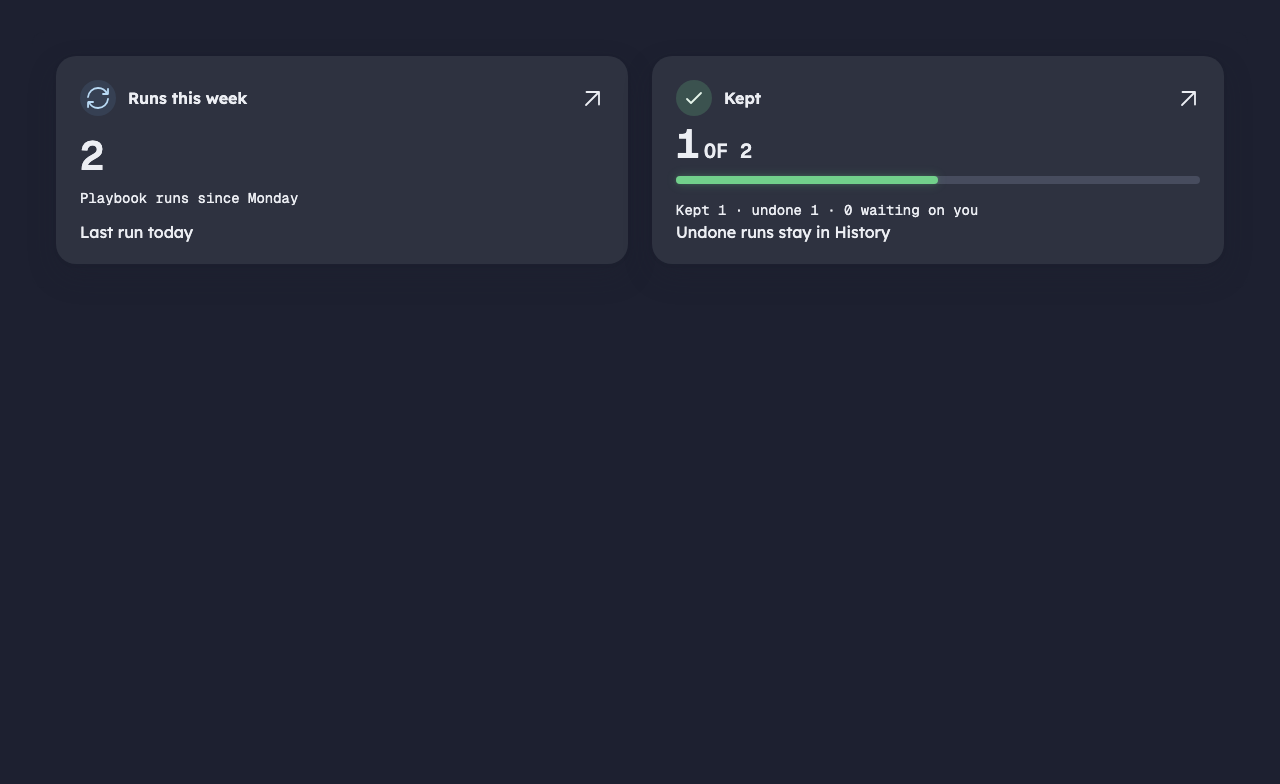 Runs this week
2
Playbook runs since Monday
Last run today
Kept
1 OF 2
Kept 1 · undone 1 · 0 waiting on you
Undone runs stay in History